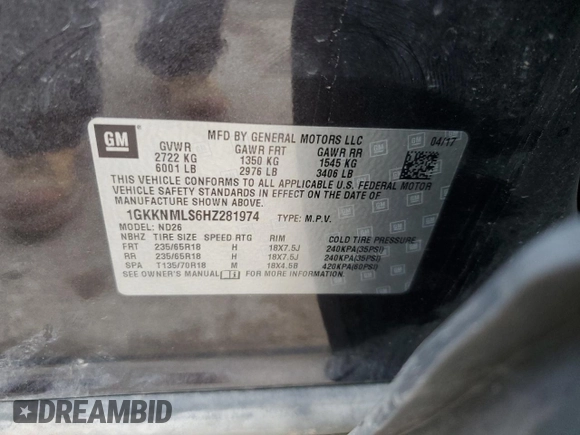 GM
MFD BY GENERAL MOTORS LLC 04/17
GVWR GAWR FRT GAWR RR
2722 KG 1350 KG 1545 KG
6001 LB 2976 LB 3406 LB
THIS VEHICLE CONFORMS TO ALL APPLICABLE U.S. FEDERAL MOTOR
VEHICLE SAFETY STANDARDS IN EFFECT ON THE DATE OF
MANUFACTURE SHOWN ABOVE.
1GKKNMLS6HZ281974 TYPE: M.P.V.
MODEL: ND26
NBHZ TIRE SIZE SPEED RTG RIM COLD TIRE PRESSURE
FRT 235/65R18 H 18X7.5J 240KPA(35PSI)
RR 235/65R18 H 18X7.5J 240KPA(35PSI)
SPA T135/70R18 M 18X4.5B 420KPA(60PSI)
SEE OWNER'S MANUAL
DREAMBID